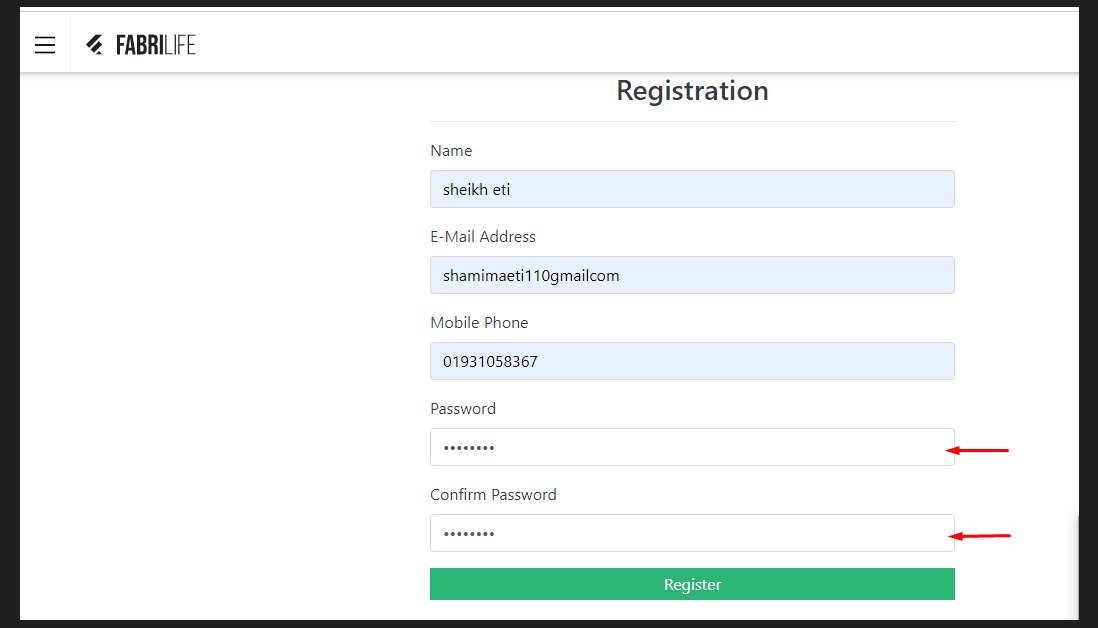 FABRILIFE
Registration
Name
sheikh eti
E-Mail Address
shamimaeti110gmailcom
Mobile Phone
01931058367
Password
••••••••
Confirm Password
••••••••
Register